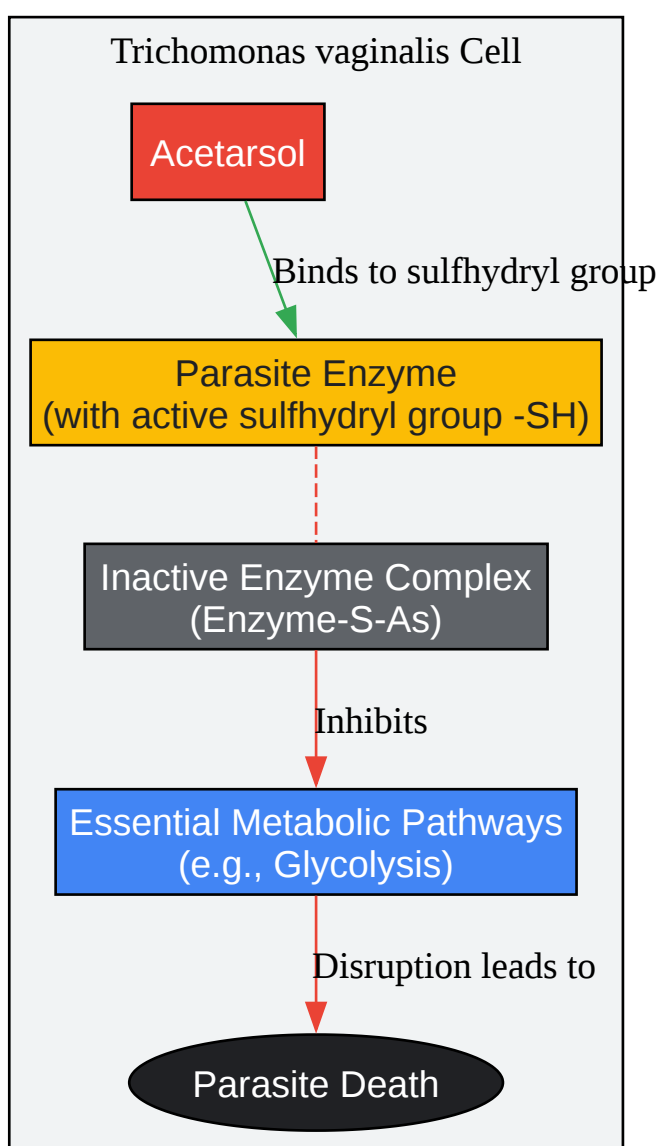 Trichomonas vaginalis Cell
Acetarsol
Binds to sulfhydryl group
Parasite Enzyme
(with active sulfhydryl group -SH)
Inactive Enzyme Complex
(Enzyme-S-As)
Inhibits
Essential Metabolic Pathways
(e.g., Glycolysis)
Disruption leads to
Parasite Death